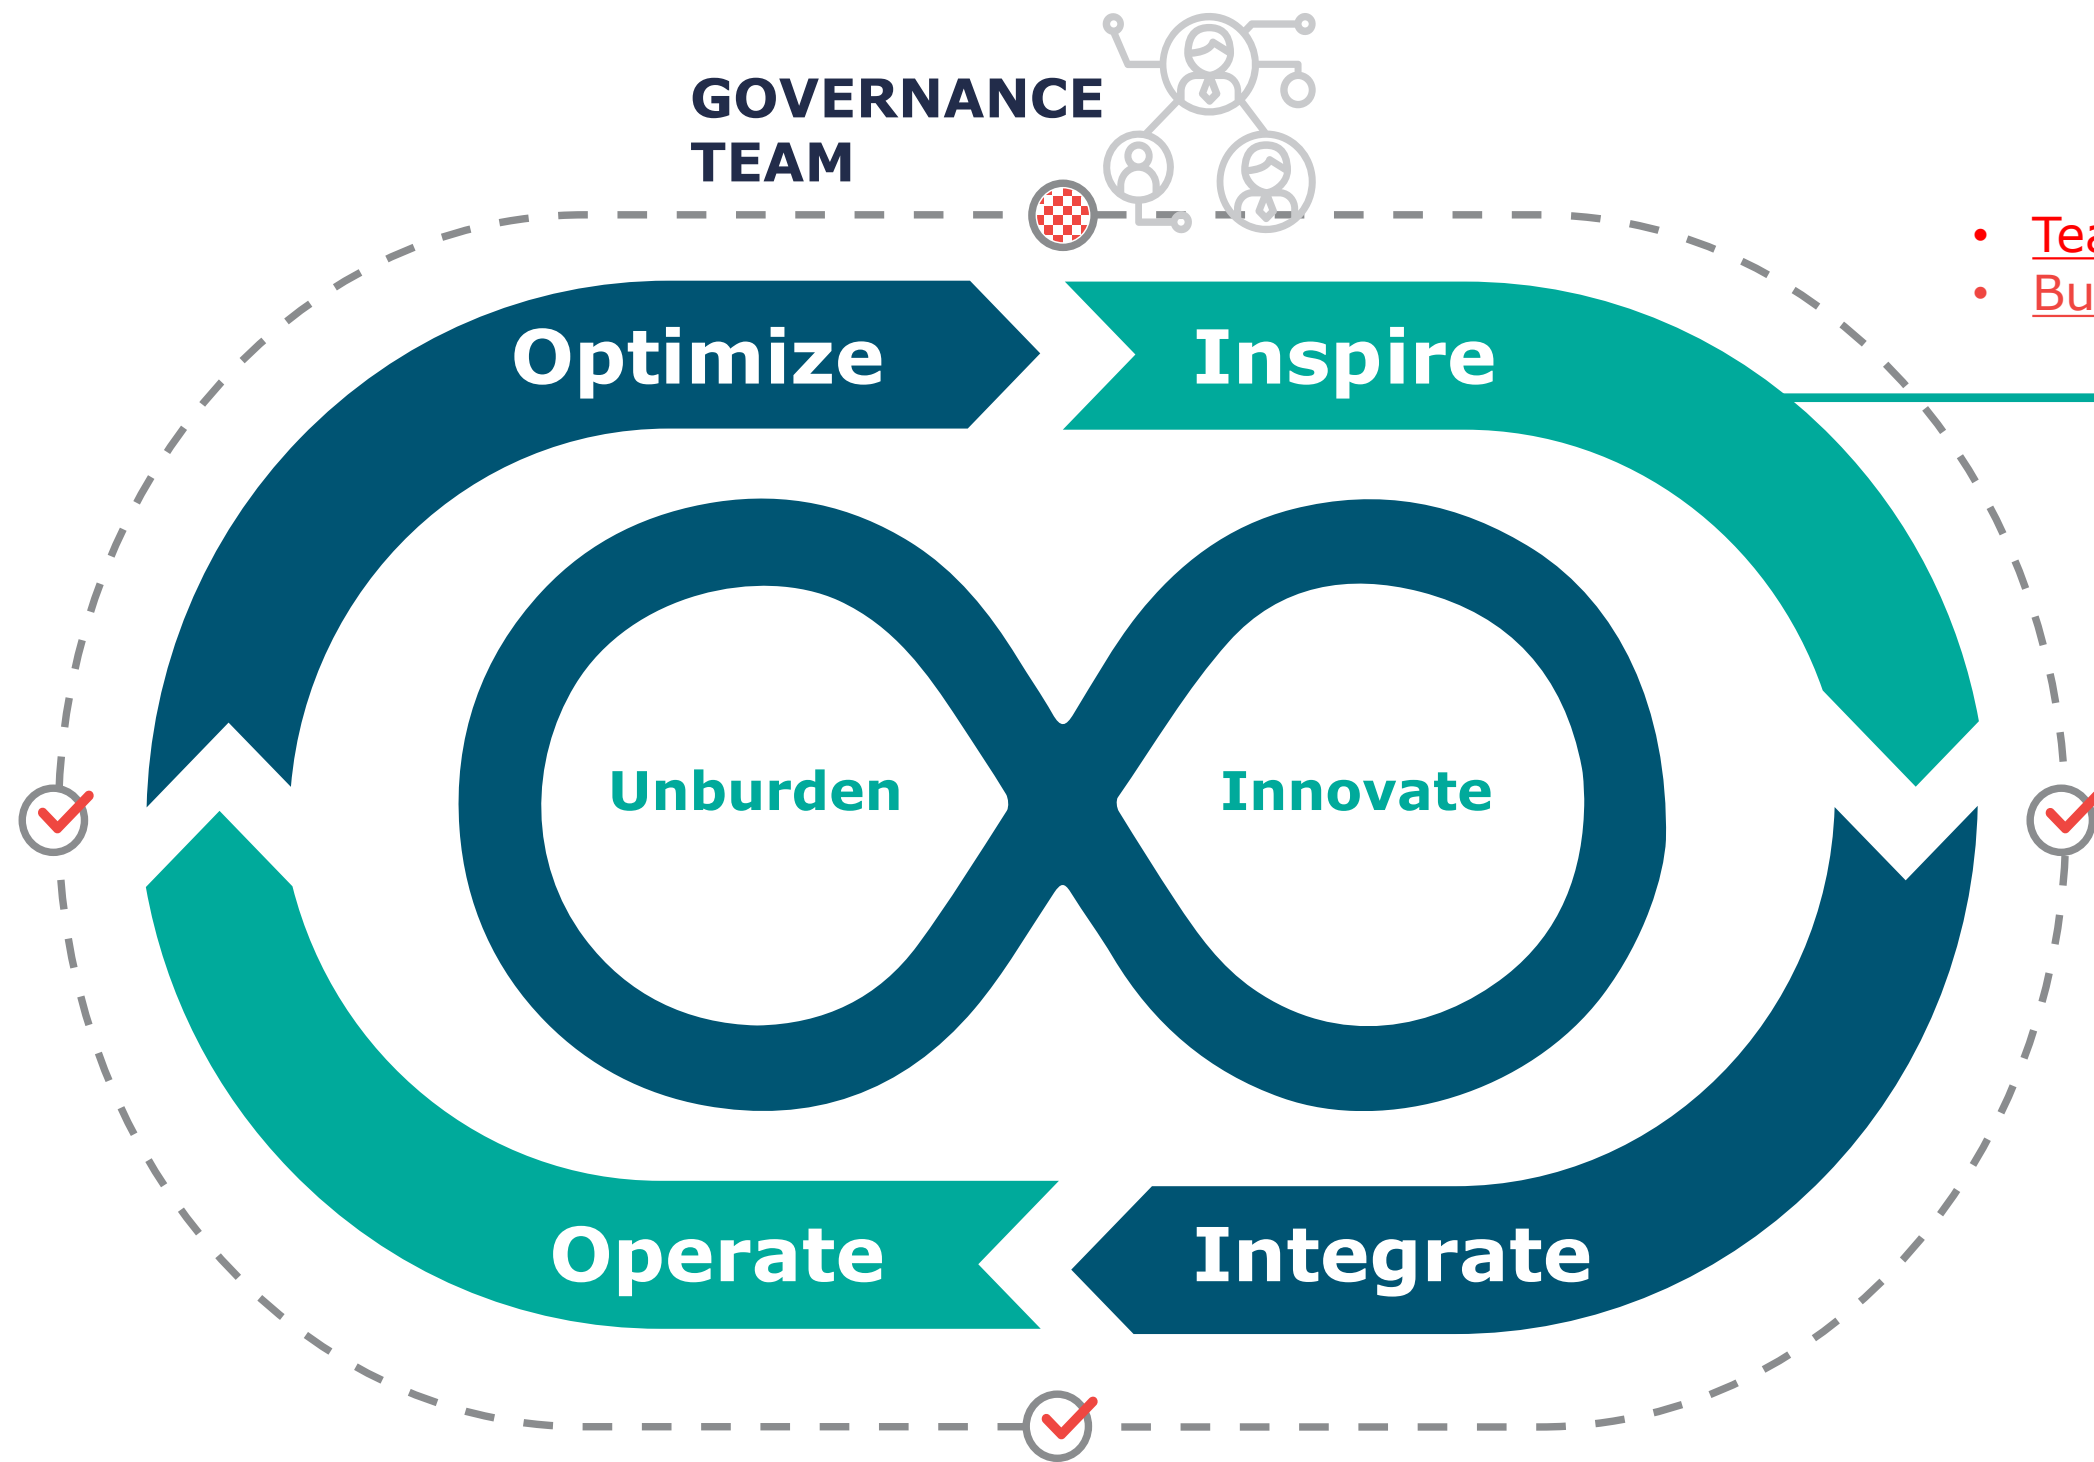 GOVERNANCE
TEAM
Optimize
Inspire
Unburden
Innovate
Operate
Integrate